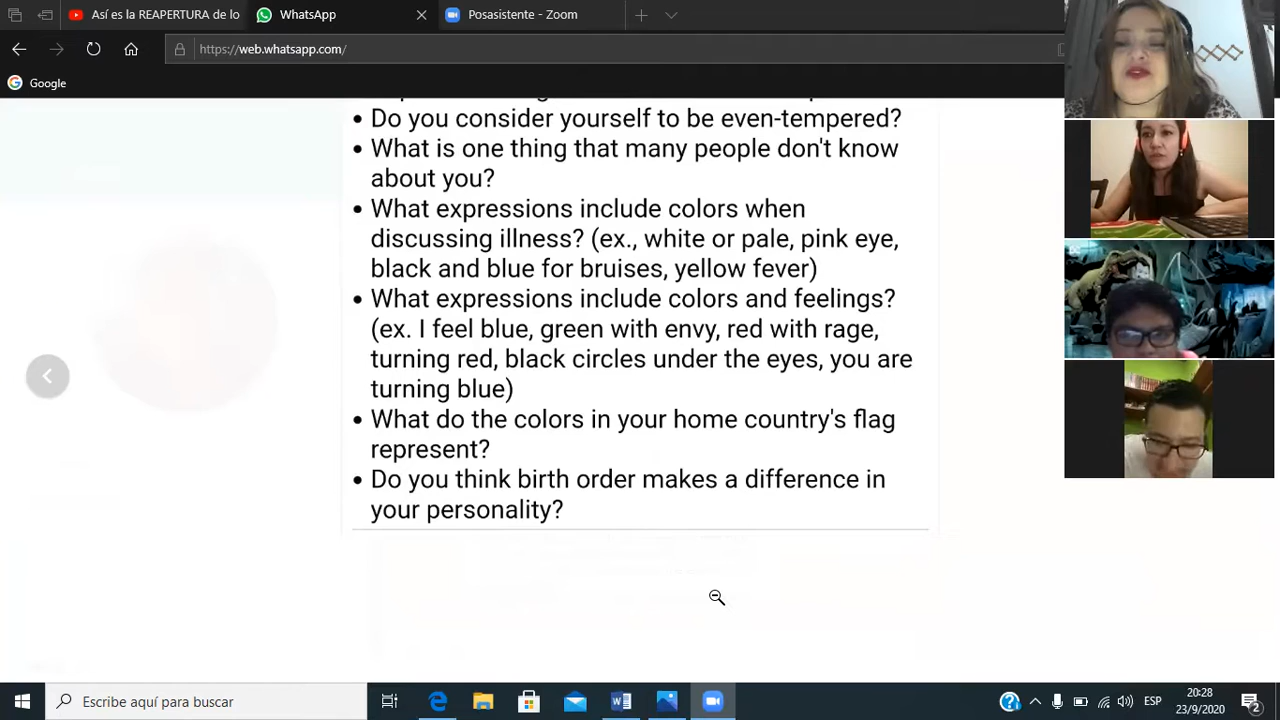 Así es la REAPERTURA de lo
WhatsApp
Posasistente - Zoom
https://web.whatsapp.com/
Google
• Do you consider yourself to be even-tempered?
• What is one thing that many people don't know
about you?
• What expressions include colors when
discussing illness? (ex., white or pale, pink eye,
black and blue for bruises, yellow fever)
• What expressions include colors and feelings?
(ex. I feel blue, green with envy, red with rage,
turning red, black circles under the eyes, you are
turning blue)
• What do the colors in your home country's flag
represent?
• Do you think birth order makes a difference in
your personality?
Escribe aquí para buscar
ESP
20:28
23/9/2020
2